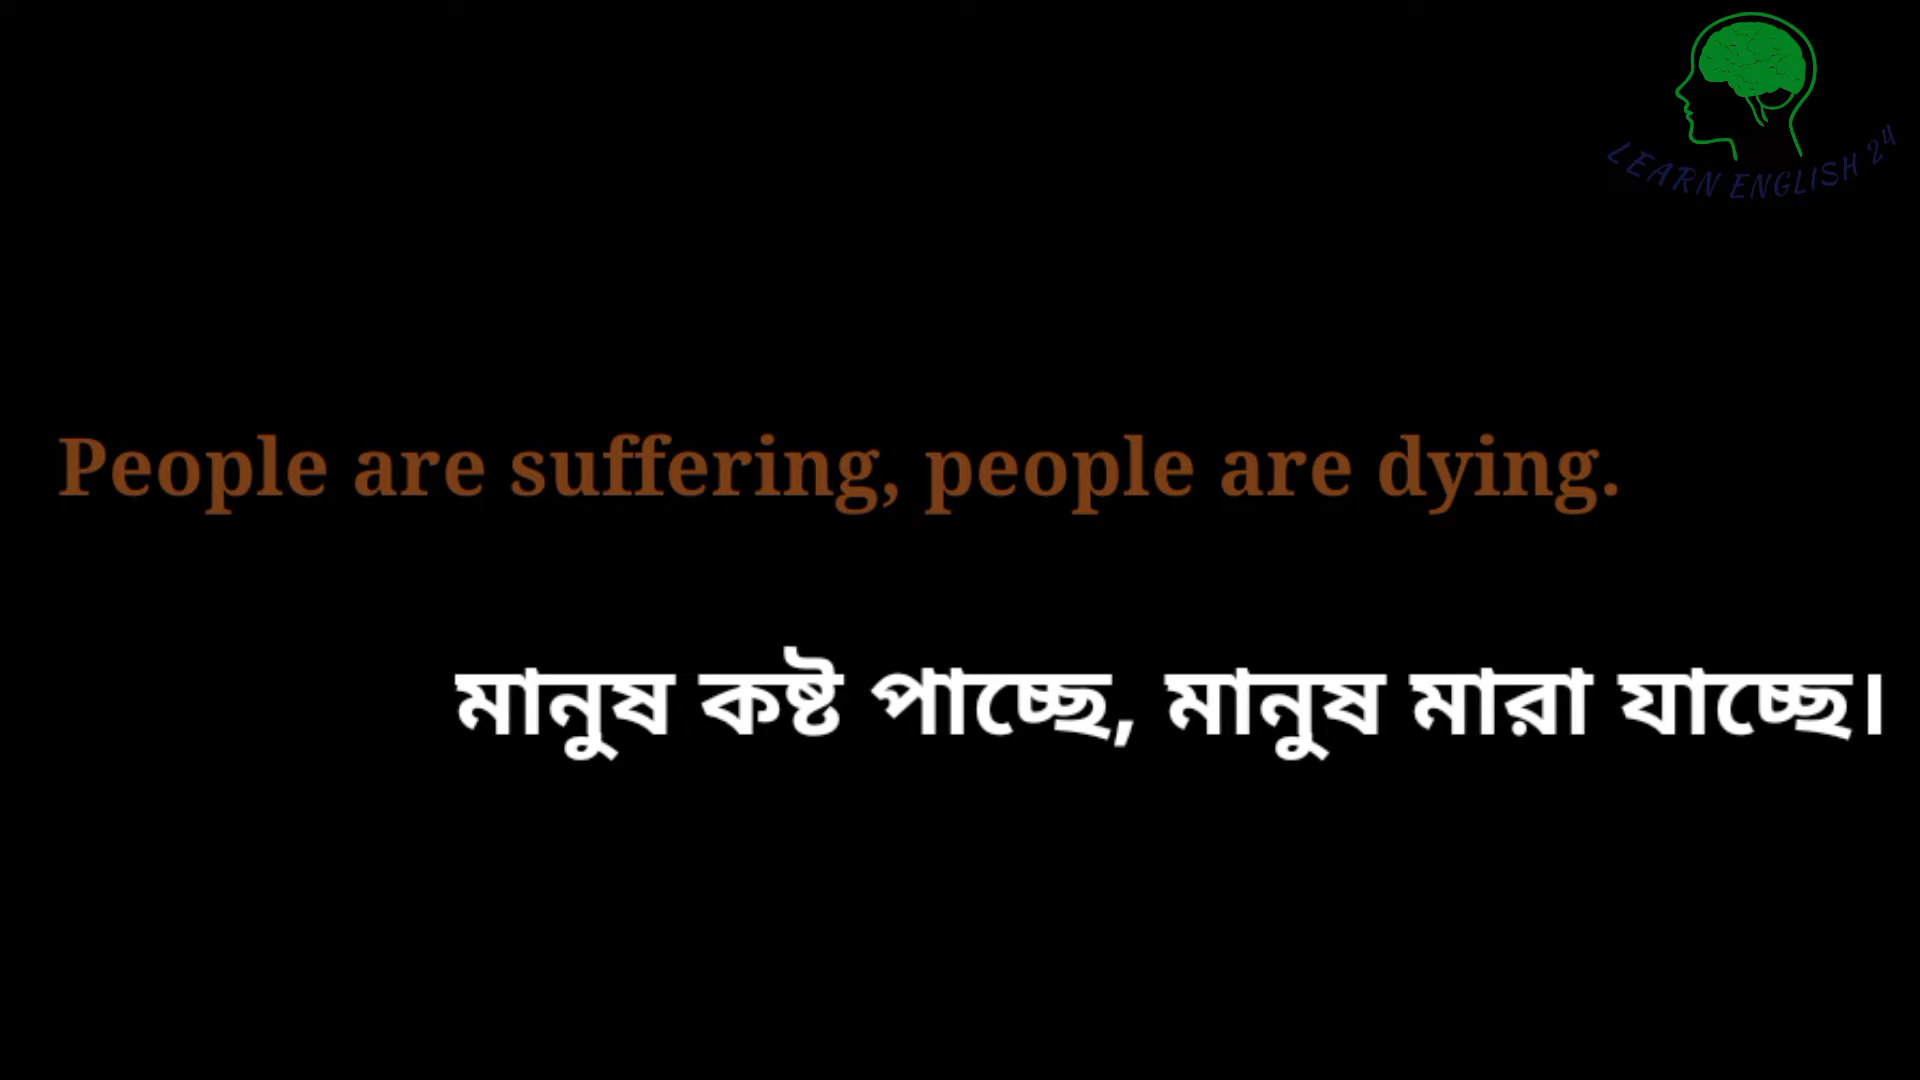 LEARN ENGLISH 24
People are suffering, people are dying.
মানুষ কষ্ট পাচ্ছে, মানুষ মারা যাচ্ছে।